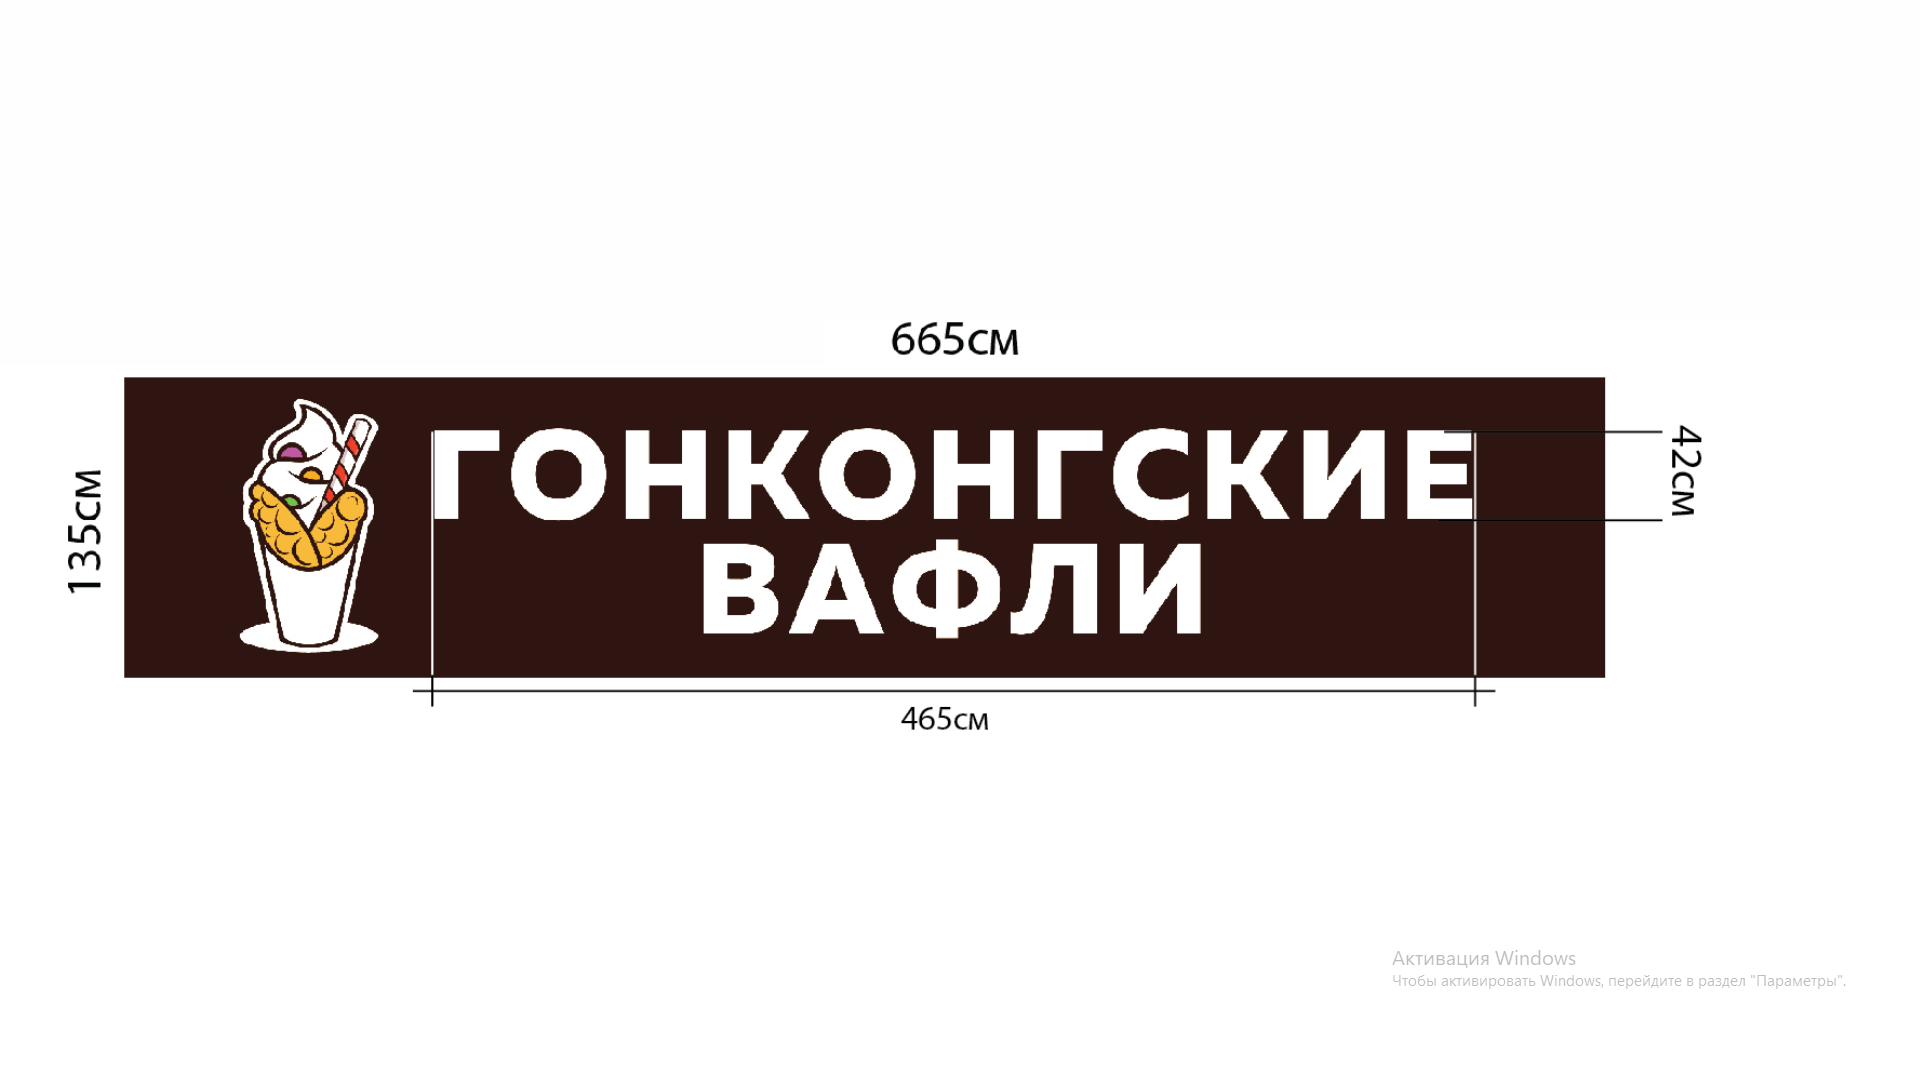 665см
135см
ГОНКОНГСКИЕ
42см
ВАФЛИ
465см
Активация Windows
Чтобы активировать Windows, перейдите в раздел "Параметры".